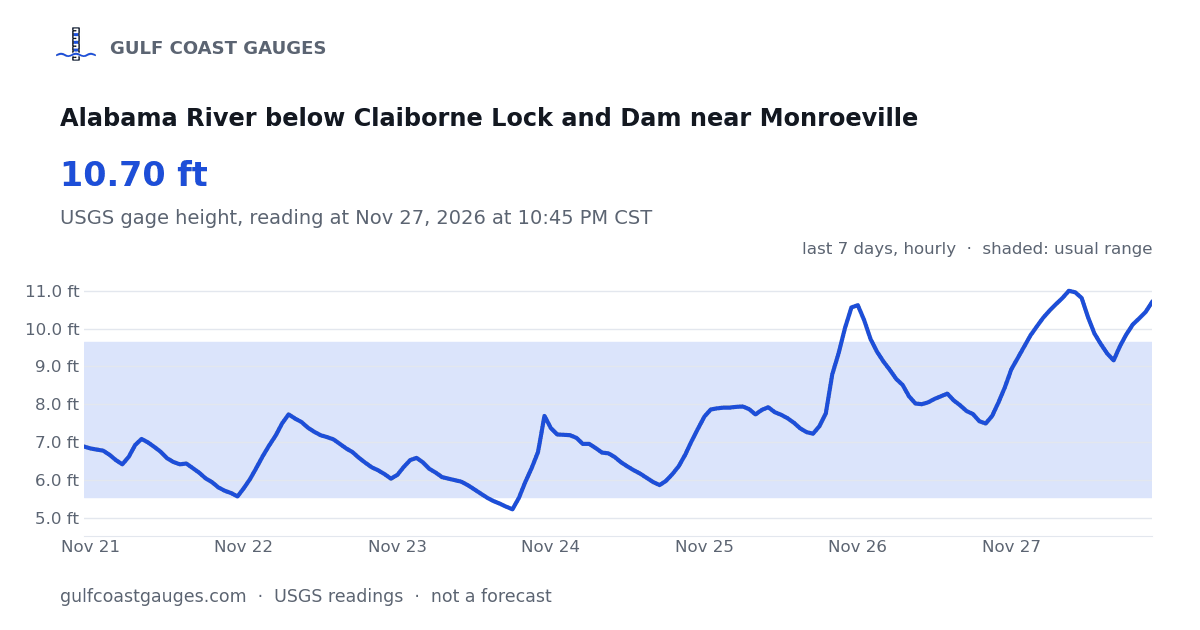 GULF COAST GAUGES
Alabama River below Claiborne Lock and Dam near Monroeville
10.70 ft
USGS gage height, reading at Nov 27, 2026 at 10:45 PM CST
last 7 days, hourly · shaded: usual range
11.0 ft
10.0 ft
9.0 ft
8.0 ft
7.0 ft
6.0 ft
5.0 ft
Nov 21 Nov 22 Nov 23 Nov 24 Nov 25 Nov 26 Nov 27
gulfcoastgauges.com · USGS readings · not a forecast